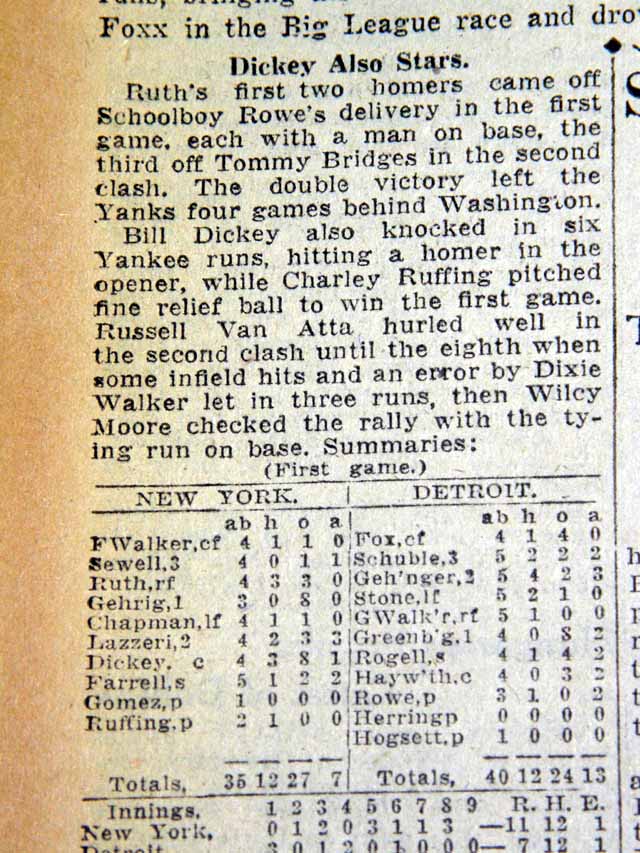 Foxx in the Big League race and
Dickey Also Stars.
Ruth's first two homers came off
Schoolboy Rowe's delivery in the first
game, each with a man on base, the
third off Tommy Bridges in the second
clash. The double victory left the
Yanks four games behind Washington.
Bill Dickey also knocked in six
Yankee runs, hitting a homer in the
opener, while Charley Ruffing pitched
fine relief ball to win the first game.
Russell Van Atta hurled well in
the second clash until the eighth when
some infield hits and an error by Dixie
Walker let in three runs, then Wilcy
Moore checked the rally with the ty-
ing run on base. Summaries:
(First game.)
NEW YORK. | DETROIT.
ab h o a | ab h o a
FWalker,cf 4 1 1 0 | Fox,cf 4 1 4 0
Sewell,3 4 0 1 1 | Schuble,3 5 2 2 2
Ruth,rf 4 3 3 0 | Geh'nger,2 5 4 2 3
Gehrig,1 3 0 8 0 | Stone,lf 5 2 1 0
Chapman,lf 4 1 1 0 | GWalk'r,rf 5 1 0 0
Lazzeri,2 4 2 3 3 | Greenb'g,1 4 0 8 2
Dickey, c 4 3 8 1 | Rogell,s 4 1 4 2
Farrell,s 5 1 2 2 | Hayw'th,c 4 0 3 2
Gomez,p 1 0 0 0 | Rowe,p 3 1 0 2
Ruffing,p 2 1 0 0 | Herringp 0 0 0 0
Hogsett,p 1 0 0 0
Totals, 35 12 27 7 | Totals, 40 12 24 13
Innings. 1 2 3 4 5 6 7 8 9 R. H. E.
New York, 0 1 2 0 3 1 1 3 —11 12 1